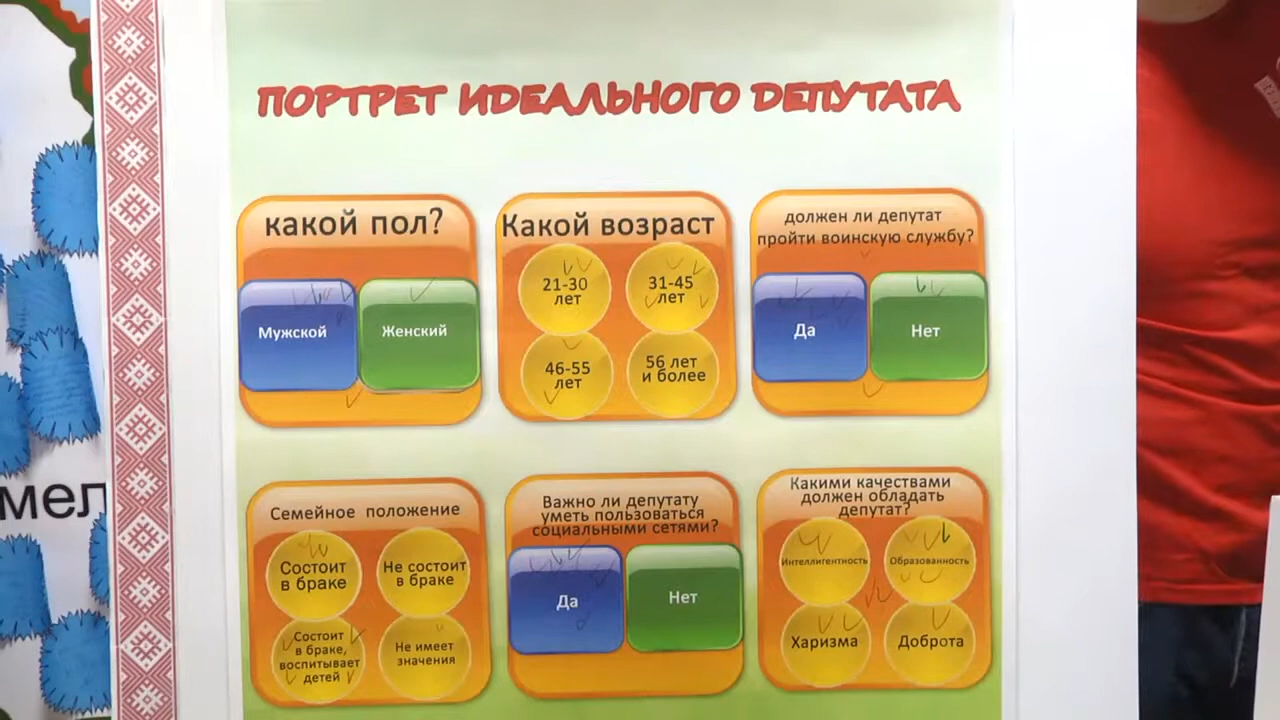 ПОРТРЕТ ИДЕАЛЬНОГО ДЕПУТАТА
какой пол?
Мужской
Женский
Какой возраст
21-30
лет
31-45
лет
46-55
лет
56 лет
и более
должен ли депутат
пройти воинскую службу?
Да
Нет
Семейное положение
Состоит
в браке
Не состоит
в браке
Состоит
в браке,
воспитывает
детей
Не имеет
значения
Важно ли депутату
уметь пользоваться
социальными сетями?
Да
Нет
Какими качествами
должен обладать
депутат?
Интеллигентность
Образованность
Харизма
Доброта
мел